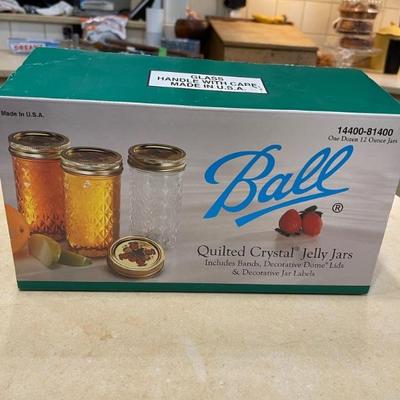 GLASS
HANDLE WITH CARE
MADE IN U.S.A.
Made In U.S.A.
14400-81400
One Dozen 12 Ounce Jars
Ball®
Quilted Crystal® Jelly Jars
Includes Bands, Decorative Dome® Lids
& Decorative Jar Labels